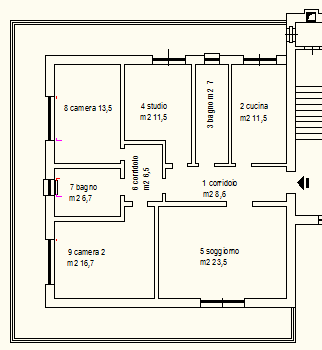 8 camera 13,5
4 studio
m2 11,5
3 bagno m2 7
2 cucina
m2 11,5
6 corridoio
m2 6,5
7 bagno
m2 6,7
1 corridoio
m2 8,6
9 camera 2
m2 16,7
5 soggiorno
m2 23,5